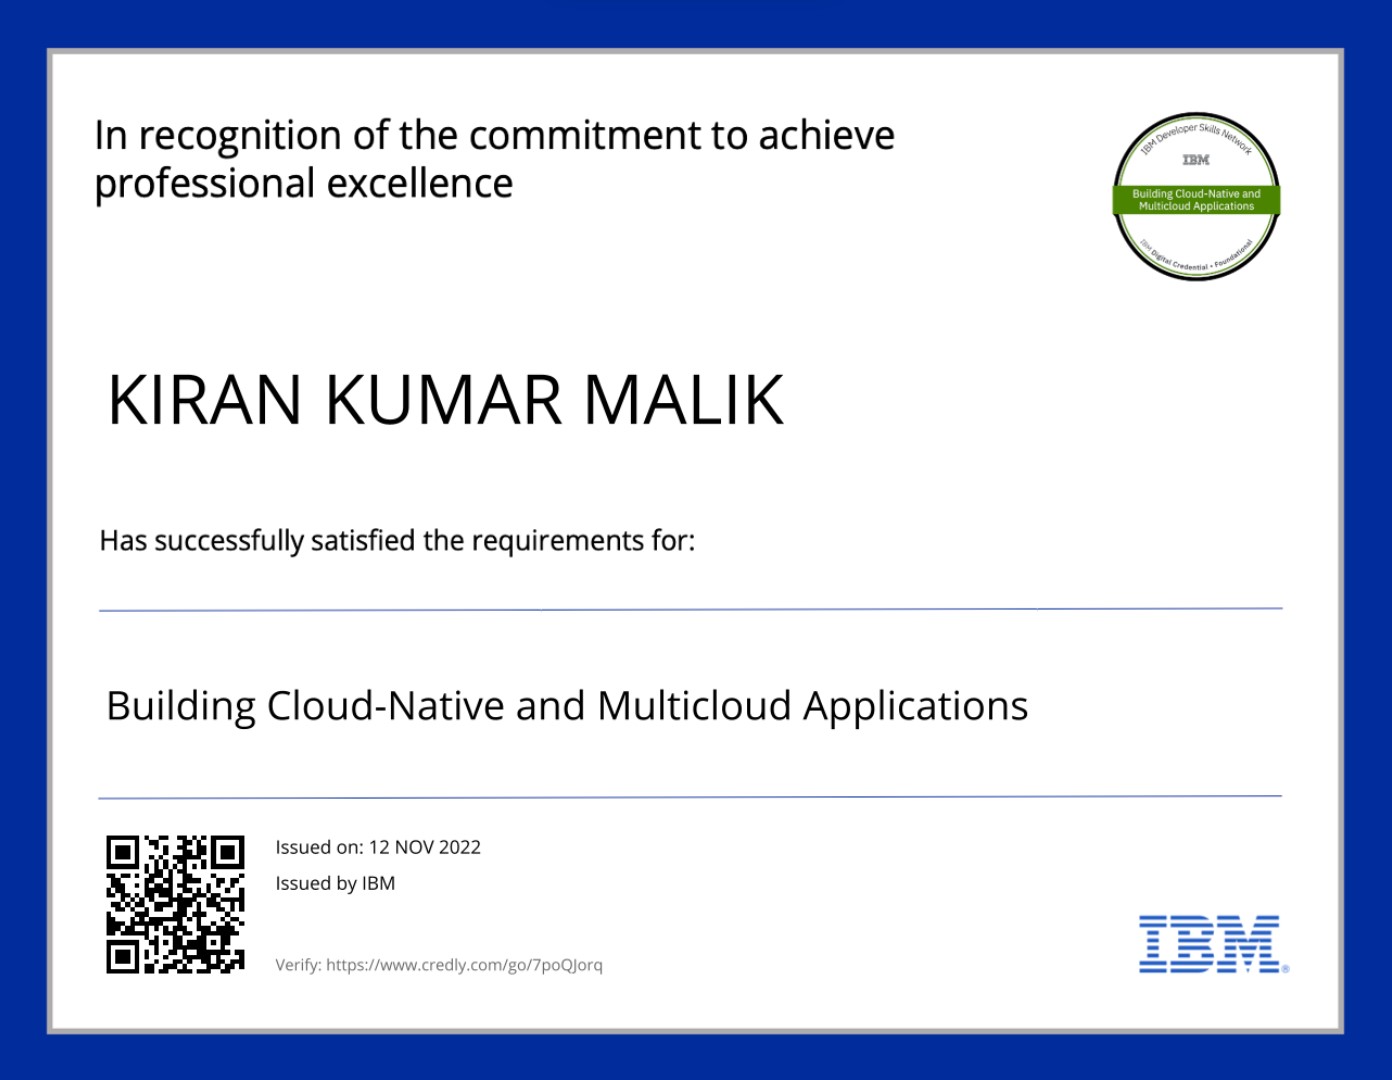 In recognition of the commitment to achieve
professional excellence
IBM Developer Skills Network
IBM
Building Cloud-Native and
Multicloud Applications
IBM Digital Credential • Foundational
KIRAN KUMAR MALIK
Has successfully satisfied the requirements for:
Building Cloud-Native and Multicloud Applications
Issued on: 12 NOV 2022
Issued by IBM
Verify: https://www.credly.com/go/7poQJorq
IBM®